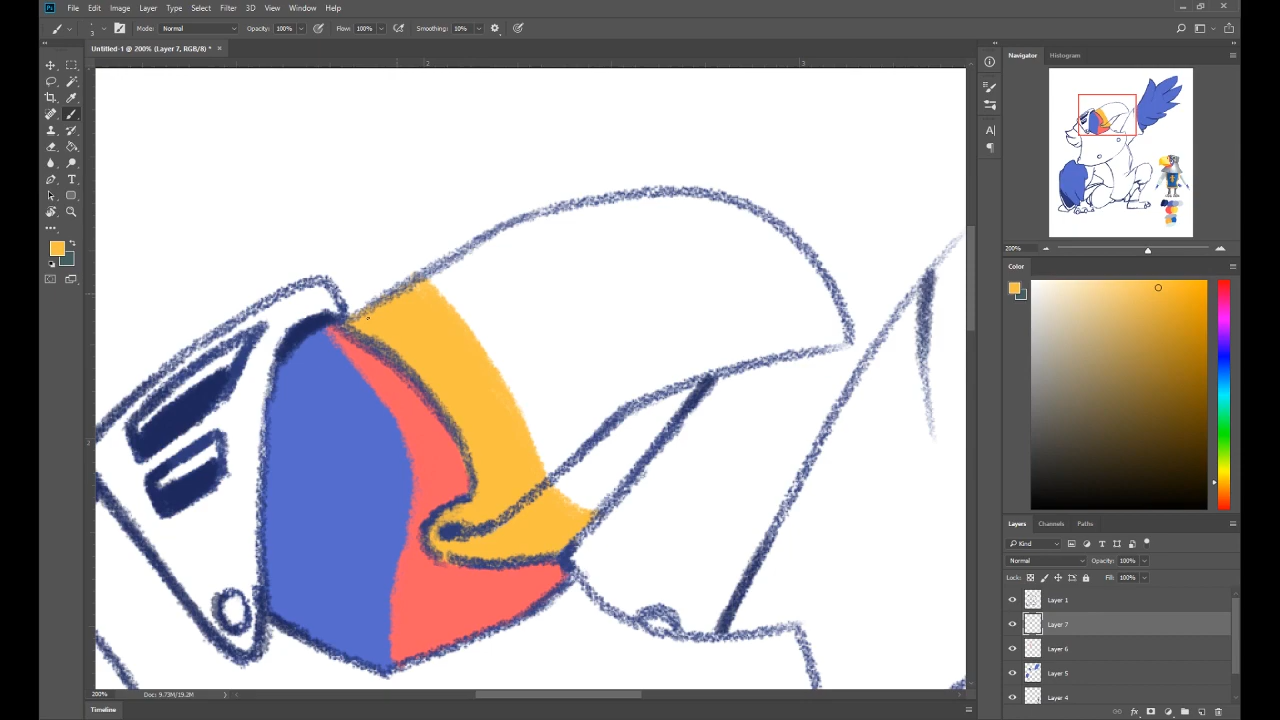 Ps File Edit Image Layer Type Select Filter 3D View Window Help
3 Mode: Normal Opacity: 100% Flow: 100% Smoothing: 10%
Untitled-1 @ 200% (Layer 7, RGB/8) * ×
2 3
Navigator Histogram
200%
Color
Layers Channels Paths
Kind
Normal Opacity: 100%
Lock: Fill: 100%
Layer 1
Layer 7
Layer 6
Layer 5
Layer 4
200% Doc: 9.73M/19.2M
Timeline